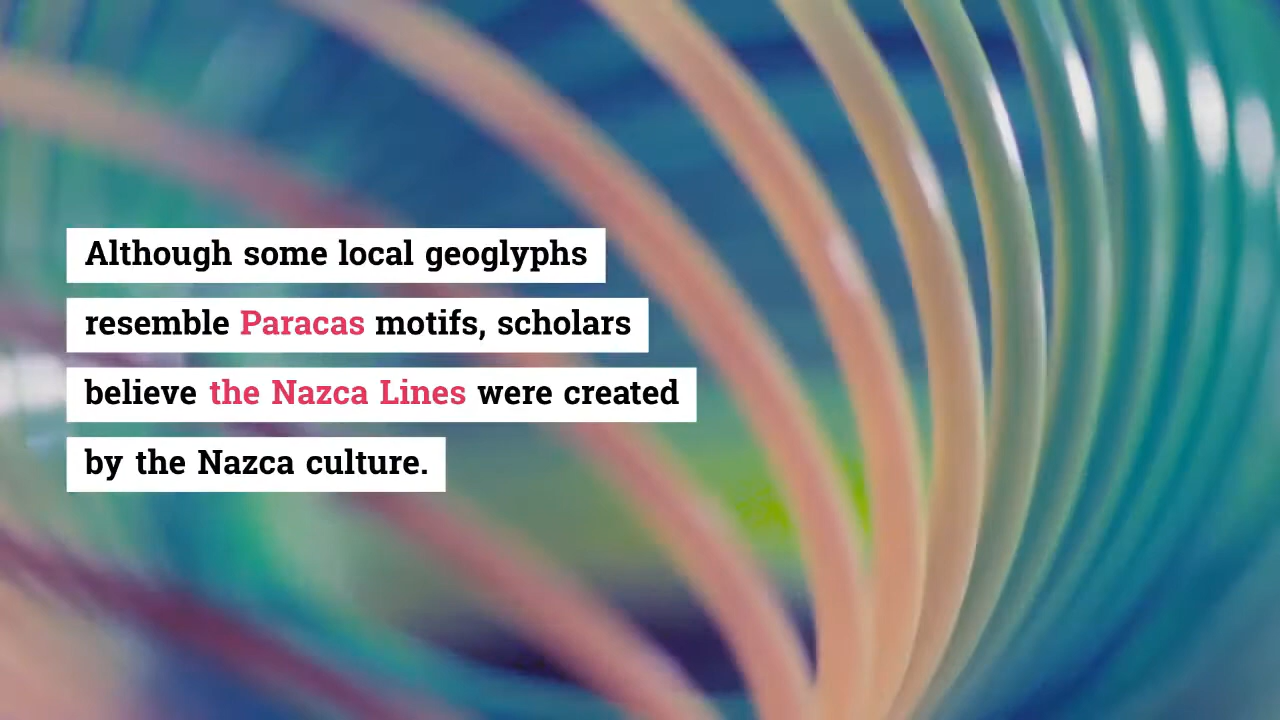 Although some local geoglyphs
resemble Paracas motifs, scholars
believe the Nazca Lines were created
by the Nazca culture.